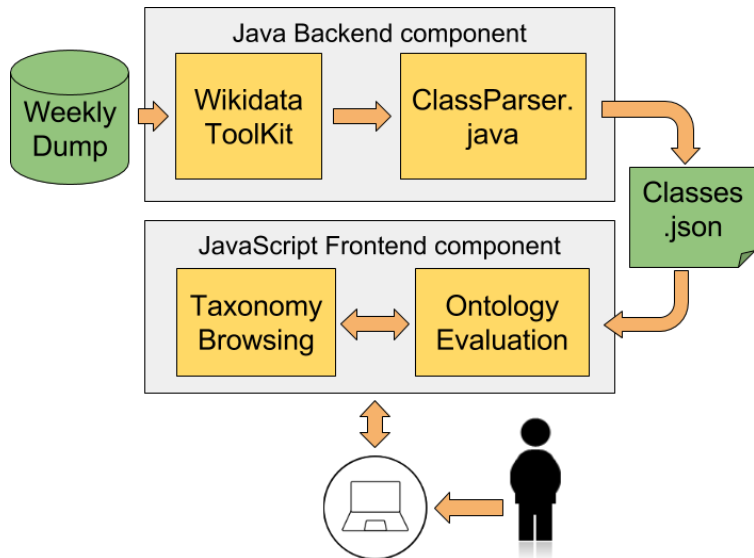 Java Backend component
Weekly
Dump
Wikidata
ToolKit
ClassParser.
java
Classes
.json
JavaScript Frontend component
Taxonomy
Browsing
Ontology
Evaluation